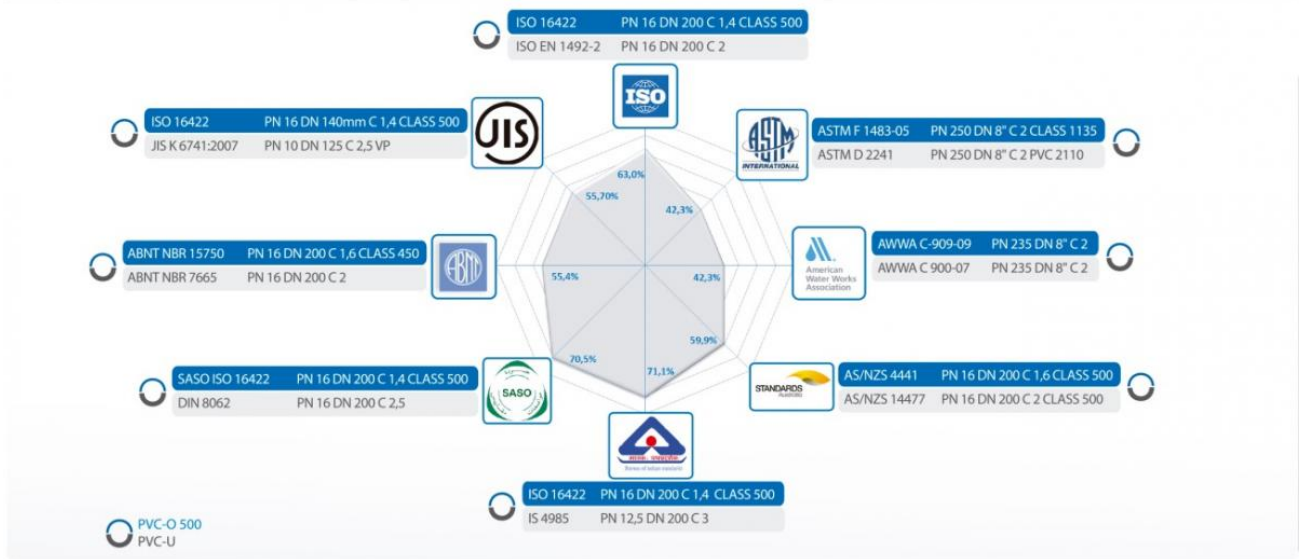 ISO 16422 PN 16 DN 200 C 1,4 CLASS 500
ISO EN 1492-2 PN 16 DN 200 C 2
ISO
ISO 16422 PN 16 DN 140mm C 1,4 CLASS 500
JIS K 6741:2007 PN 10 DN 125 C 2,5 VP
JIS
ASTM
INTERNATIONAL
ASTM F 1483-05 PN 250 DN 8" C 2 CLASS 1135
ASTM D 2241 PN 250 DN 8" C 2 PVC 2110
63,0%
55,70%
42,3%
ABNT NBR 15750 PN 16 DN 200 C 1,6 CLASS 450
ABNT NBR 7665 PN 16 DN 200 C 2
ABNT
55,4%
42,3%
American
Water Works
Association
AWWA C-909-09 PN 235 DN 8" C 2
AWWA C 900-07 PN 235 DN 8" C 2
59,9%
70,5%
71,1%
SASO ISO 16422 PN 16 DN 200 C 1,4 CLASS 500
DIN 8062 PN 16 DN 200 C 2,5
SASO
STANDARDS
Australia
AS/NZS 4441 PN 16 DN 200 C 1,6 CLASS 500
AS/NZS 14477 PN 16 DN 200 C 2 CLASS 500
ISO 16422 PN 16 DN 200 C 1,4 CLASS 500
IS 4985 PN 12,5 DN 200 C 3
PVC-O 500
PVC-U